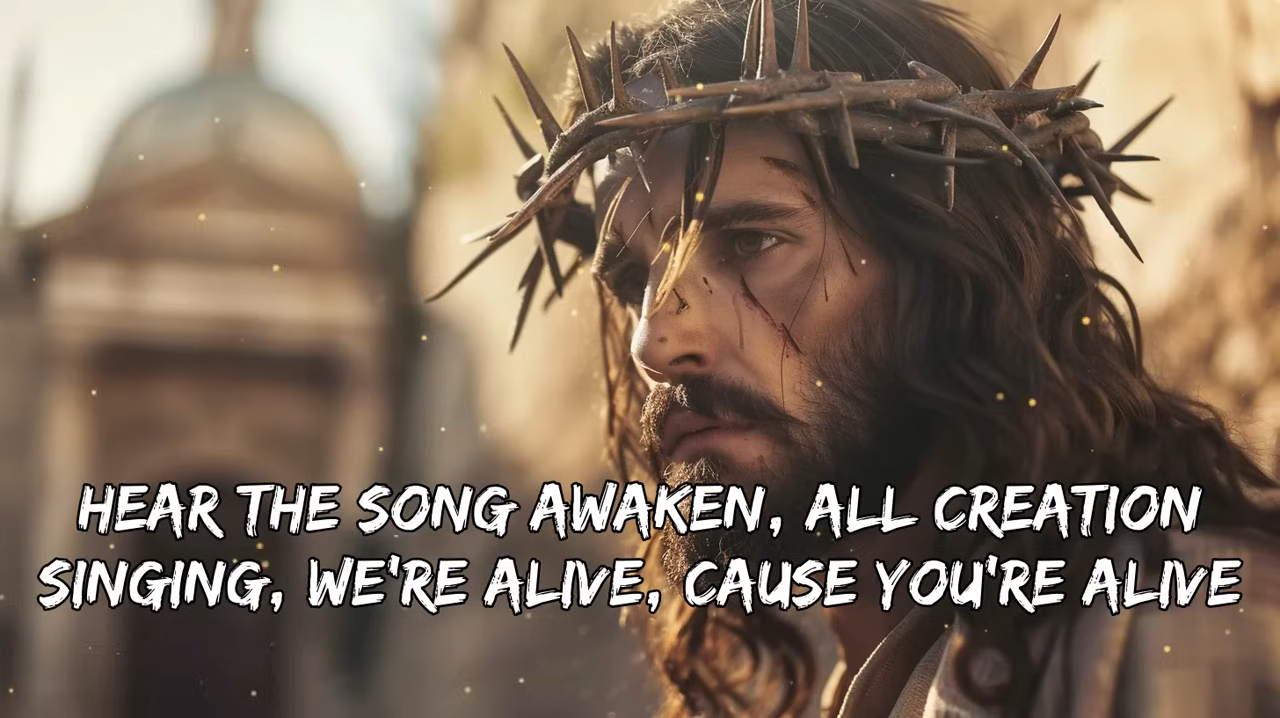 HEAR THE SONG AWAKEN, ALL CREATION
SINGING, WE'RE ALIVE, CAUSE YOU'RE ALIVE